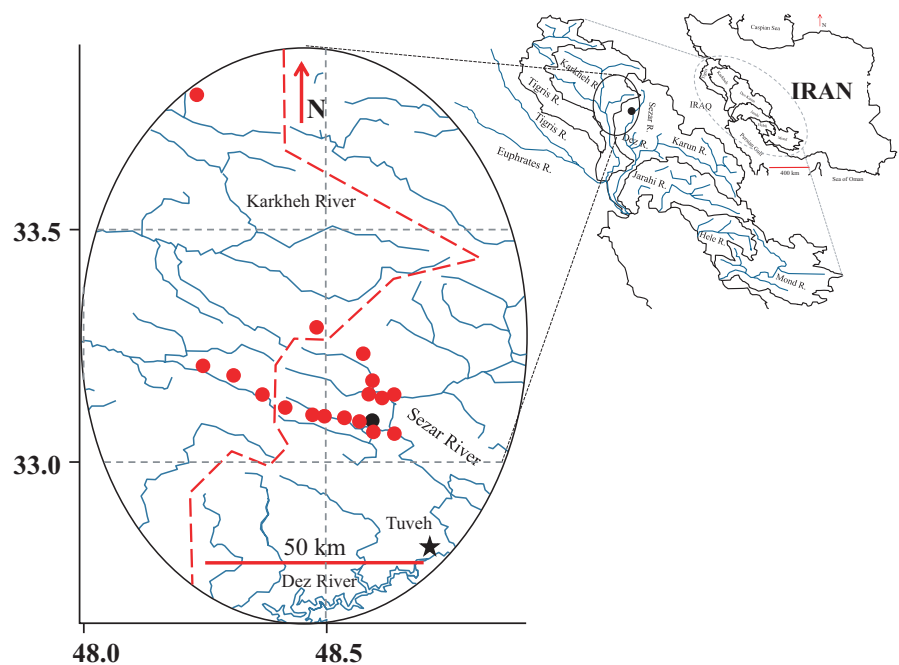 N
Karkheh River
33.5
Sezar River
33.0
Tuveh
50 km
Dez River
48.0
48.5
Caspian Sea
N
IRAN
IRAQ
Karkheh R.
Tigris R.
Tigris R.
Sezar R.
Dez R.
Karun R.
Euphrates R.
Jarahi R.
Persian Gulf
400 km
Sea of Oman
Hele R.
Mond R.